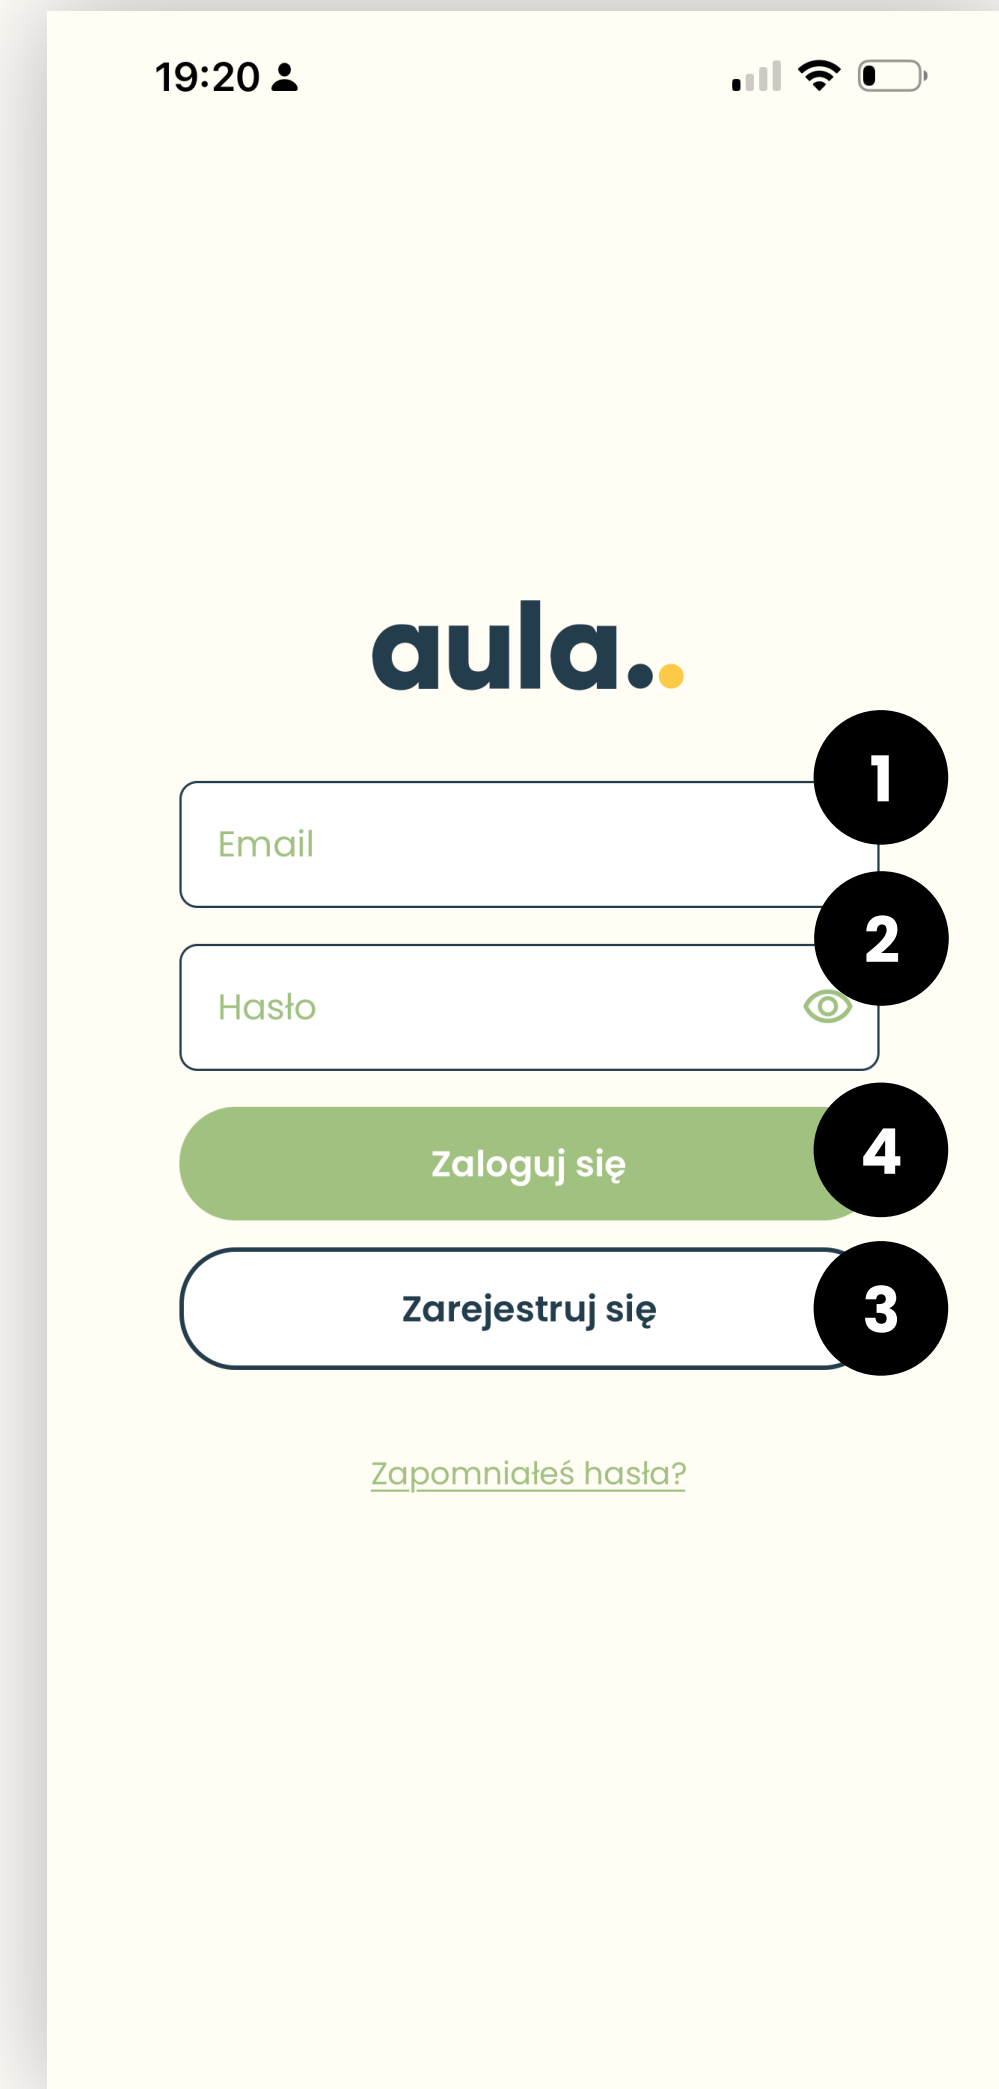 19:20
aula..
1
Email
2
Hasło
4
Zaloguj się
3
Zarejestruj się
Zapomniałeś hasła?